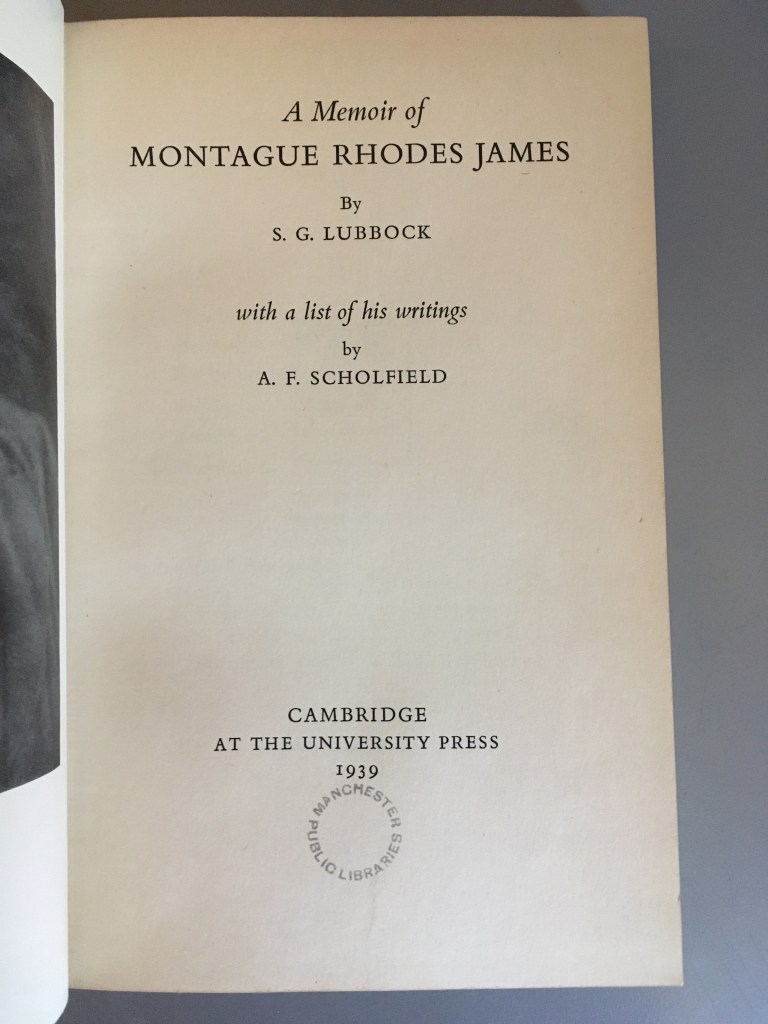 A Memoir of
MONTAGUE RHODES JAMES
By
S. G. LUBBOCK
with a list of his writings
by
A. F. SCHOLFIELD
CAMBRIDGE
AT THE UNIVERSITY PRESS
1939
MANCHESTER
PUBLIC LIBRARIES